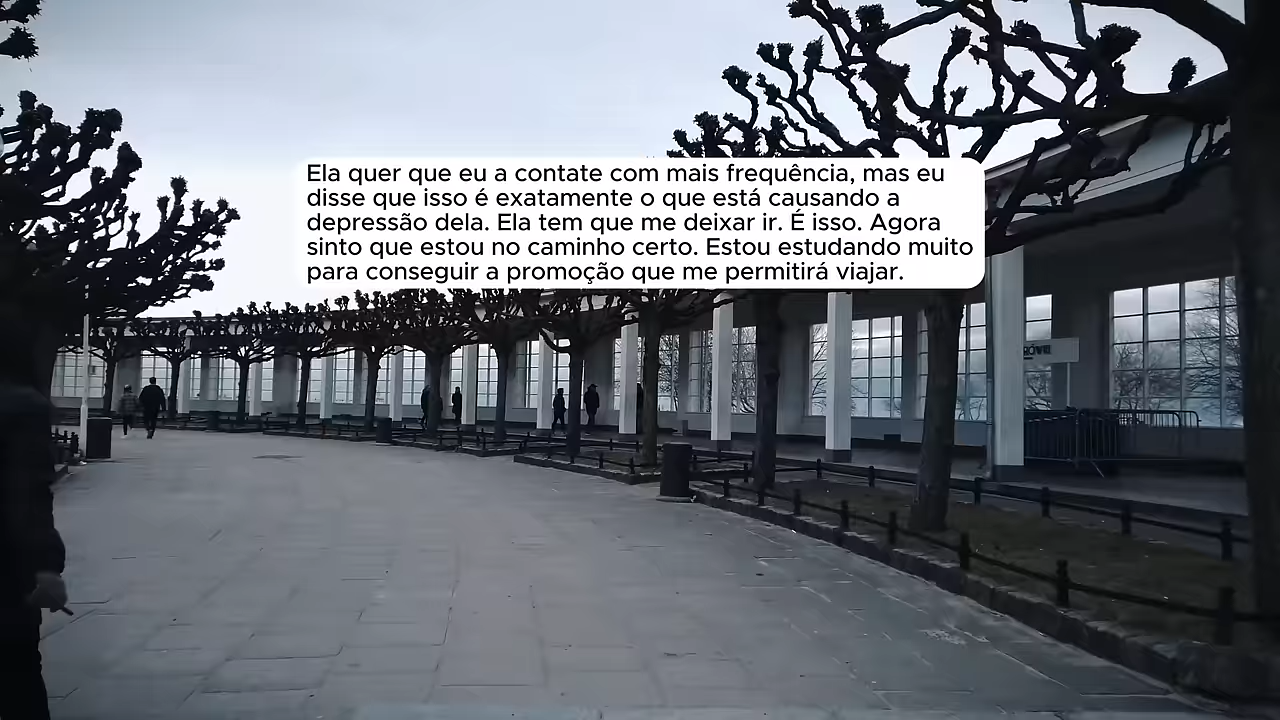 Ela quer que eu a contate com mais frequência, mas eu
disse que isso é exatamente o que está causando a
depressão dela. Ela tem que me deixar ir. É isso. Agora
sinto que estou no caminho certo. Estou estudando muito
para conseguir a promoção que me permitirá viajar.